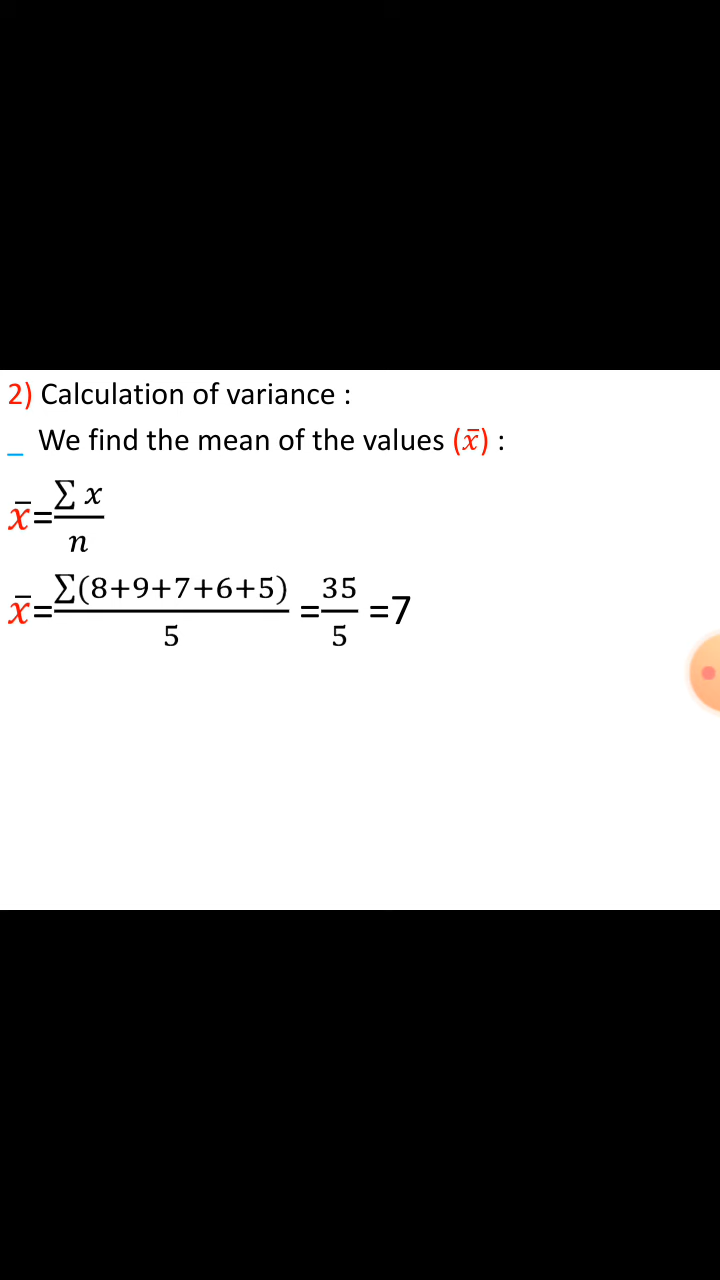 2) Calculation of variance :
_ We find the mean of the values (x̄) :
x̄=∑ x/n
x̄=∑(8+9+7+6+5)/5 =35/5 =7